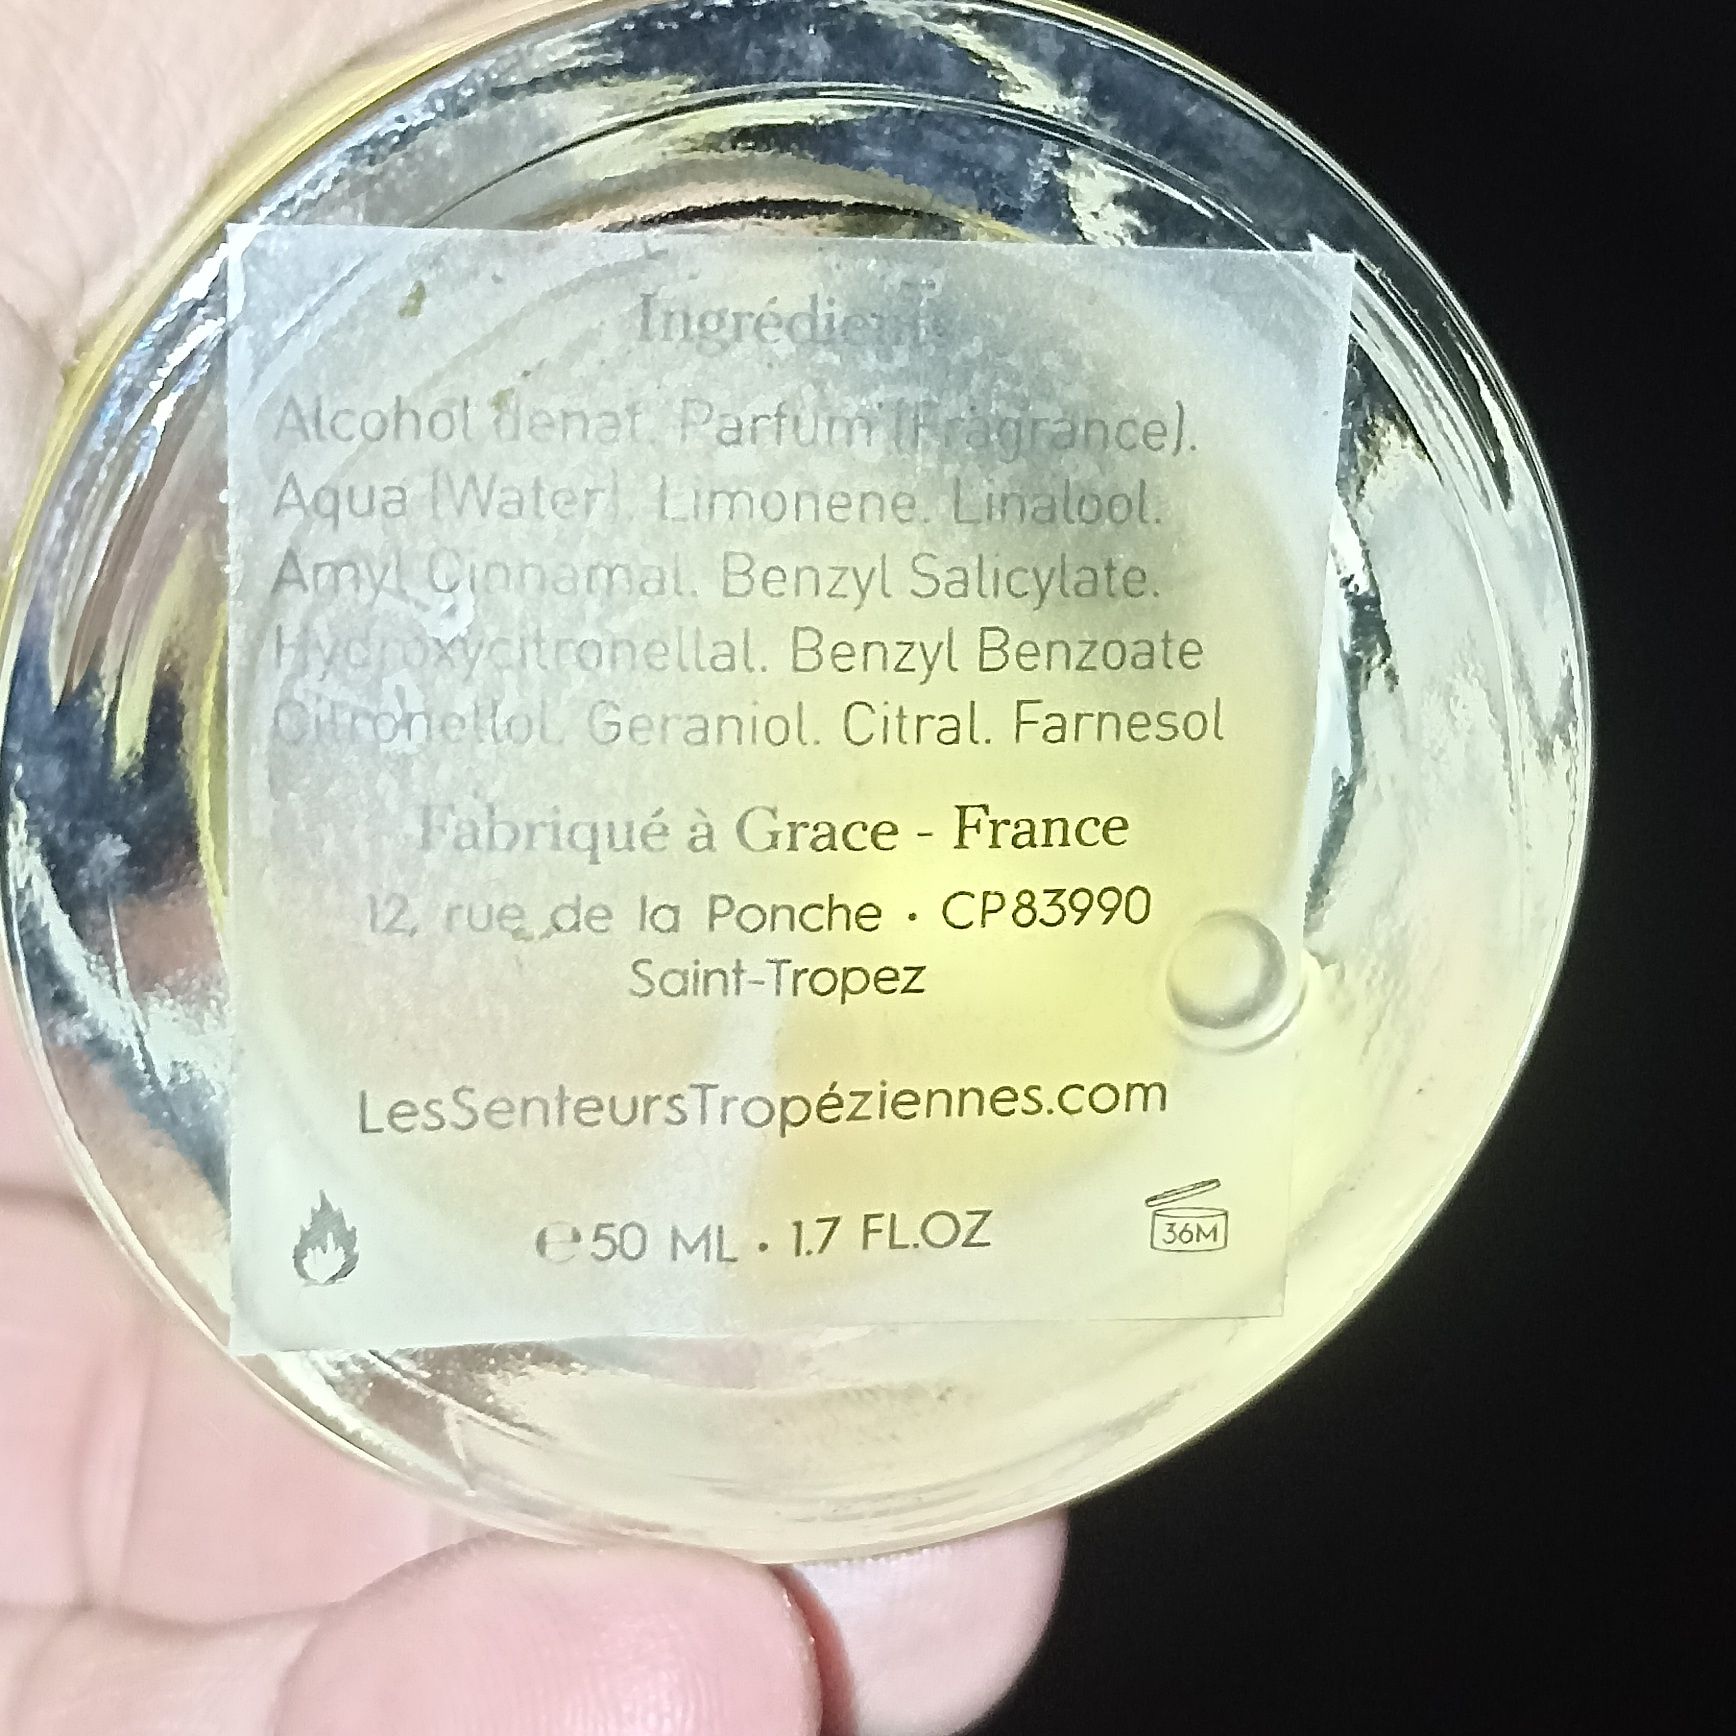 Ingrédients
Alcohol denat. Parfum (Fragrance).
Aqua (Water). Limonene. Linalool.
Amyl Cinnamal. Benzyl Salicylate.
Hydroxycitronellal. Benzyl Benzoate
Citronellol. Geraniol. Citral. Farnesol
Fabriqué à Grace - France
12, rue de la Ponche • CP83990
Saint-Tropez
LesSenteursTropéziennes.com
℮50 ML • 1.7 FL.OZ
36M